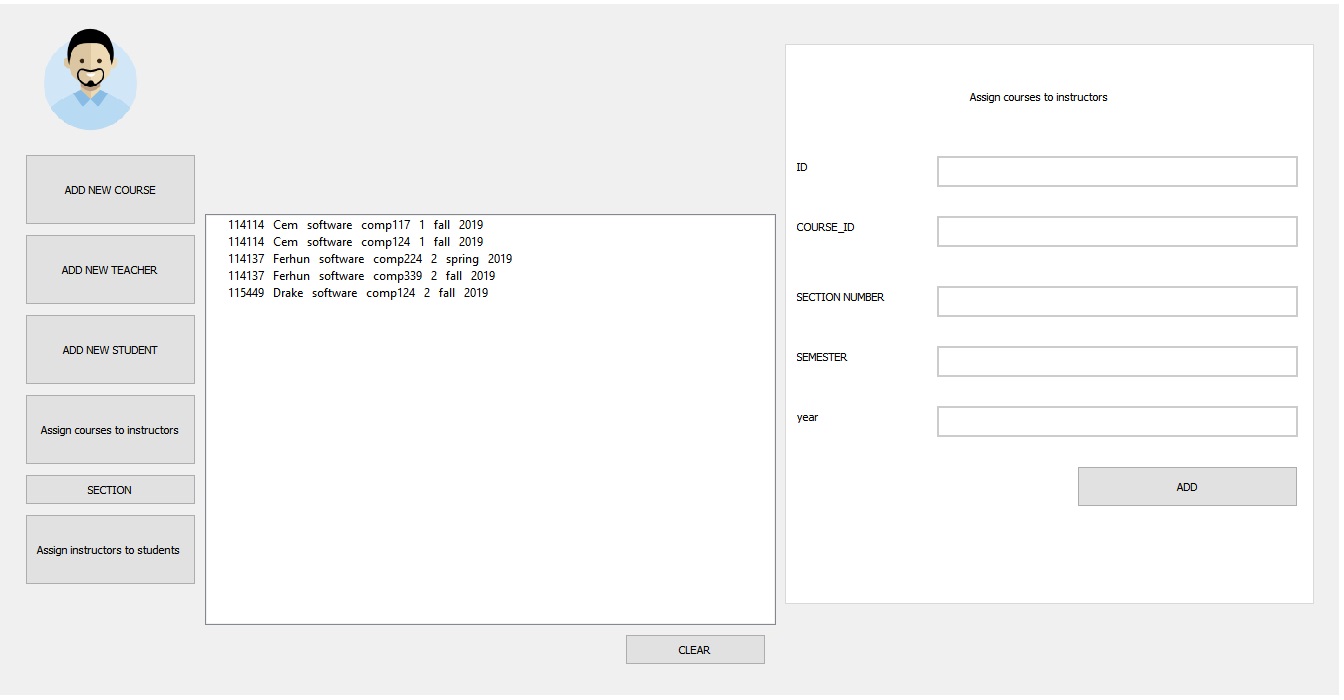 ADD NEW COURSE
ADD NEW TEACHER
ADD NEW STUDENT
Assign courses to instructors
SECTION
Assign instructors to students
114114 Cem software comp117 1 fall 2019
114114 Cem software comp124 1 fall 2019
114137 Ferhun software comp224 2 spring 2019
114137 Ferhun software comp339 2 fall 2019
115449 Drake software comp124 2 fall 2019
CLEAR
Assign courses to instructors
ID
COURSE_ID
SECTION NUMBER
SEMESTER
year
ADD